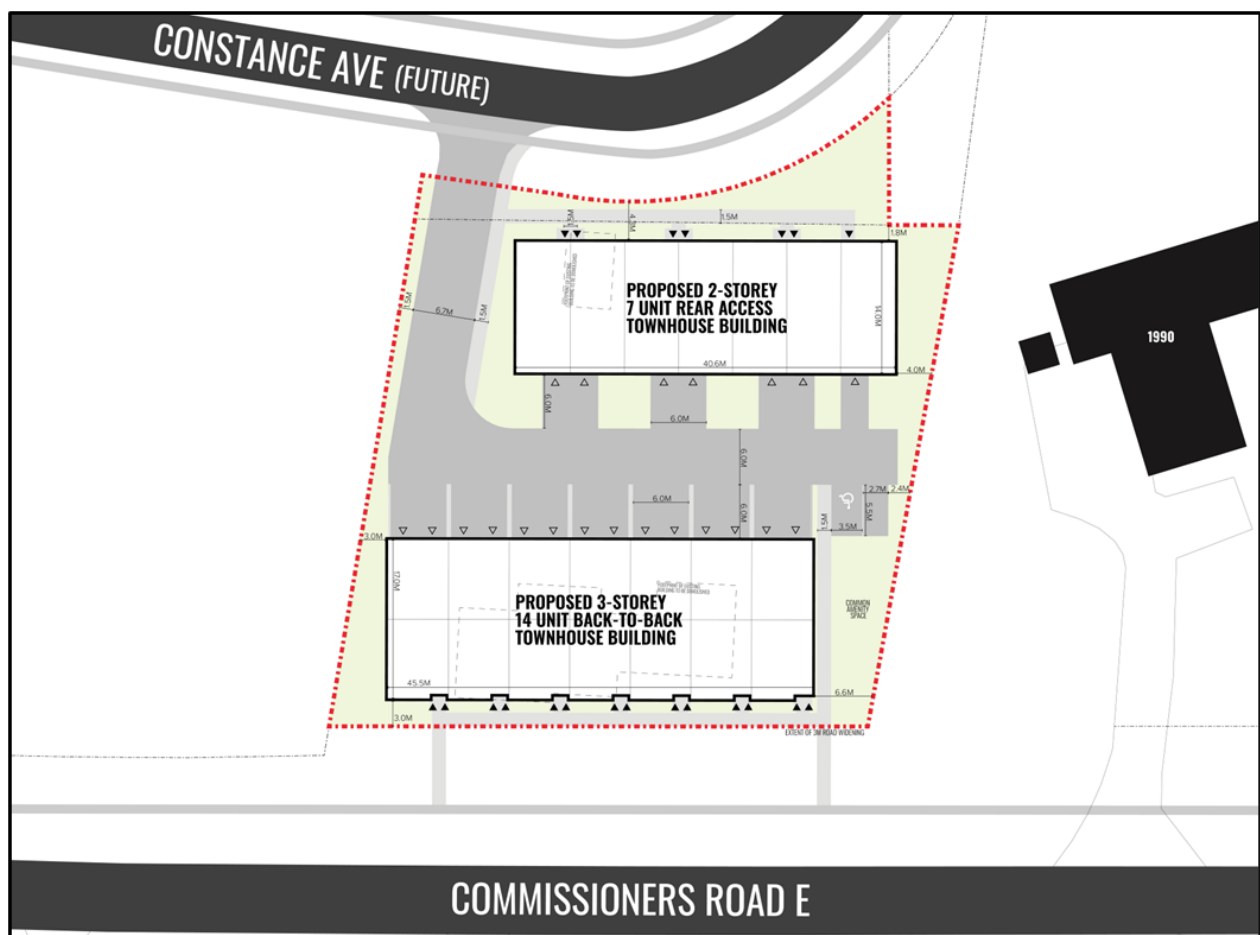 CONSTANCE AVE (FUTURE)
1.5M
4.3M
1.5M
1.8M
PROPOSED 2-STOREY
7 UNIT REAR ACCESS
TOWNHOUSE BUILDING
14.0M
1990
1.5M
6.7M
1.5M
40.6M
4.0M
6.0M
6.0M
6.0M
6.0M
6.0M
1.5M
3.5M
2.7M
2.4M
5.5M
3.0M
17.0M
PROPOSED 3-STOREY
14 UNIT BACK-TO-BACK
TOWNHOUSE BUILDING
COMMON
AMENITY
SPACE
45.5M
6.6M
3.0M
EXTENT OF 3M ROAD WIDENING
COMMISSIONERS ROAD E